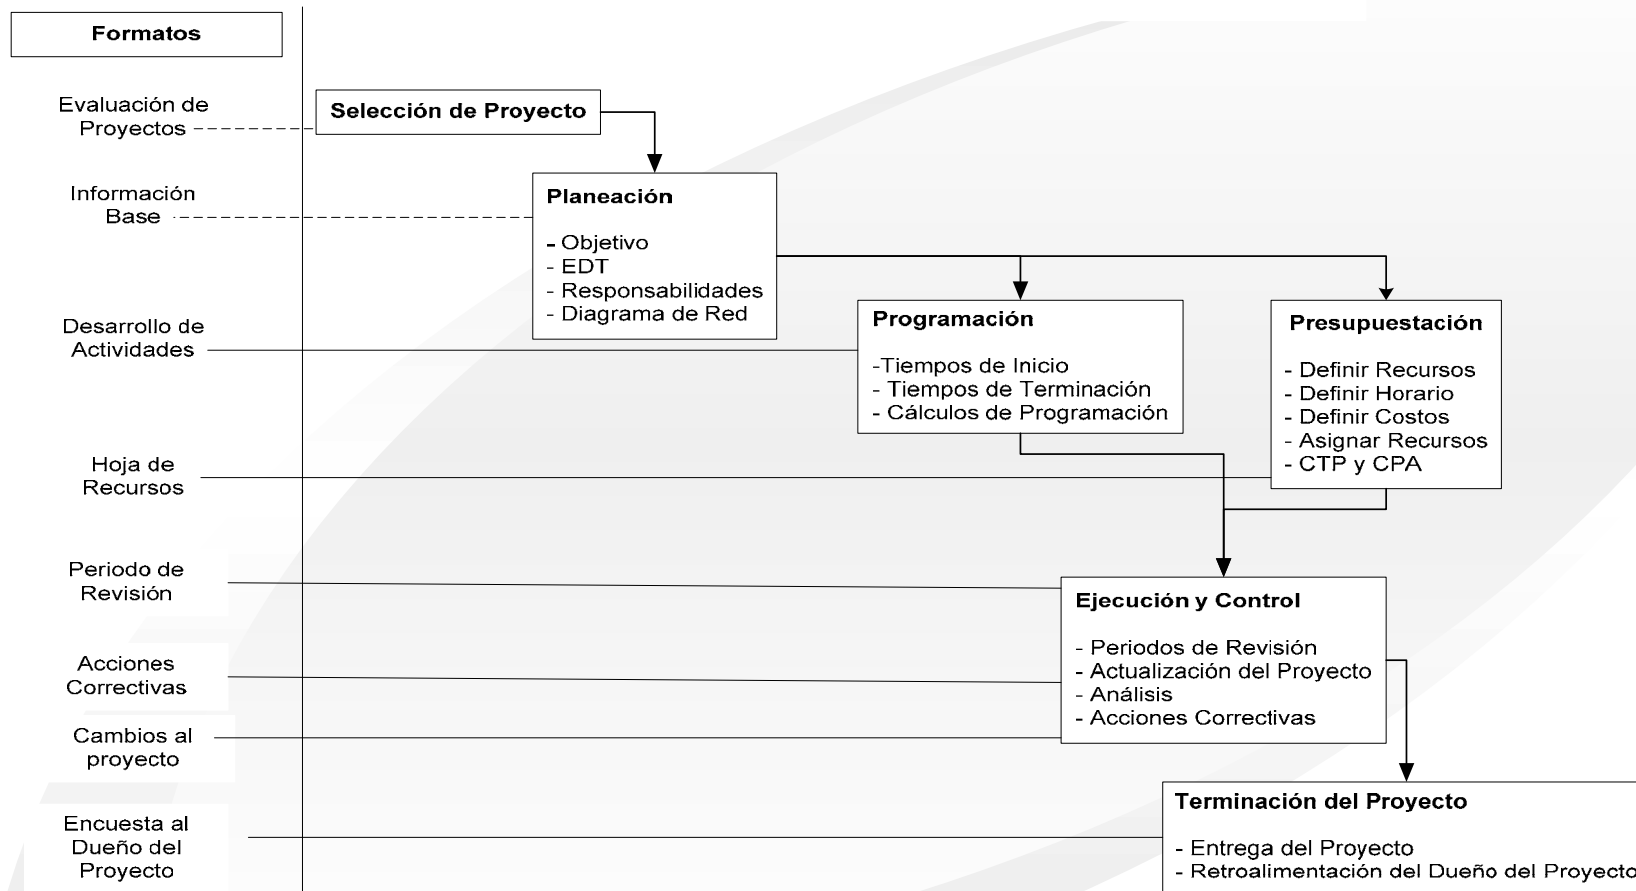 Formatos
Evaluación de
Proyectos
Selección de Proyecto
Información
Base
Planeación
- Objetivo
- EDT
- Responsabilidades
- Diagrama de Red
Desarrollo de
Actividades
Programación
-Tiempos de Inicio
- Tiempos de Terminación
- Cálculos de Programación
Presupuestación
- Definir Recursos
- Definir Horario
- Definir Costos
- Asignar Recursos
- CTP y CPA
Hoja de
Recursos
Periodo de
Revisión
Ejecución y Control
- Periodos de Revisión
- Actualización del Proyecto
- Análisis
- Acciones Correctivas
Acciones
Correctivas
Cambios al
proyecto
Terminación del Proyecto
- Entrega del Proyecto
- Retroalimentación del Dueño del Proyecto
Encuesta al
Dueño del
Proyecto